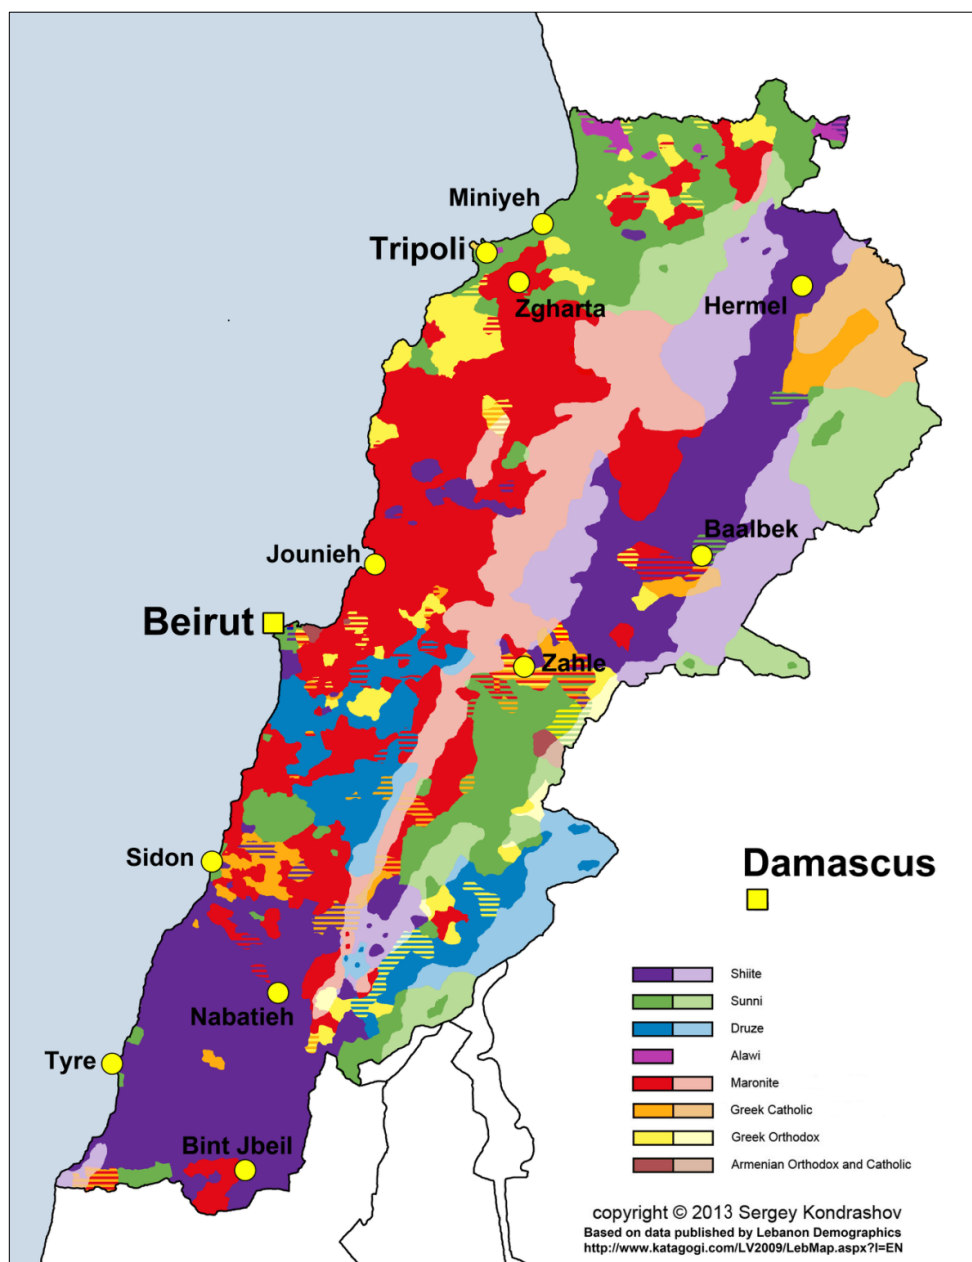 Miniyeh
Tripoli
Zgharta
Hermel
Baalbek
Jounieh
Beirut
Zahle
Sidon
Damascus
Nabatieh
Tyre
Bint Jbeil
Shiite
Sunni
Druze
Alawi
Maronite
Greek Catholic
Greek Orthodox
Armenian Orthodox and Catholic
copyright © 2013 Sergey Kondrashov
Based on data published by Lebanon Demographics
http://www.katagogi.com/LV2009/LebMap.aspx?l=EN